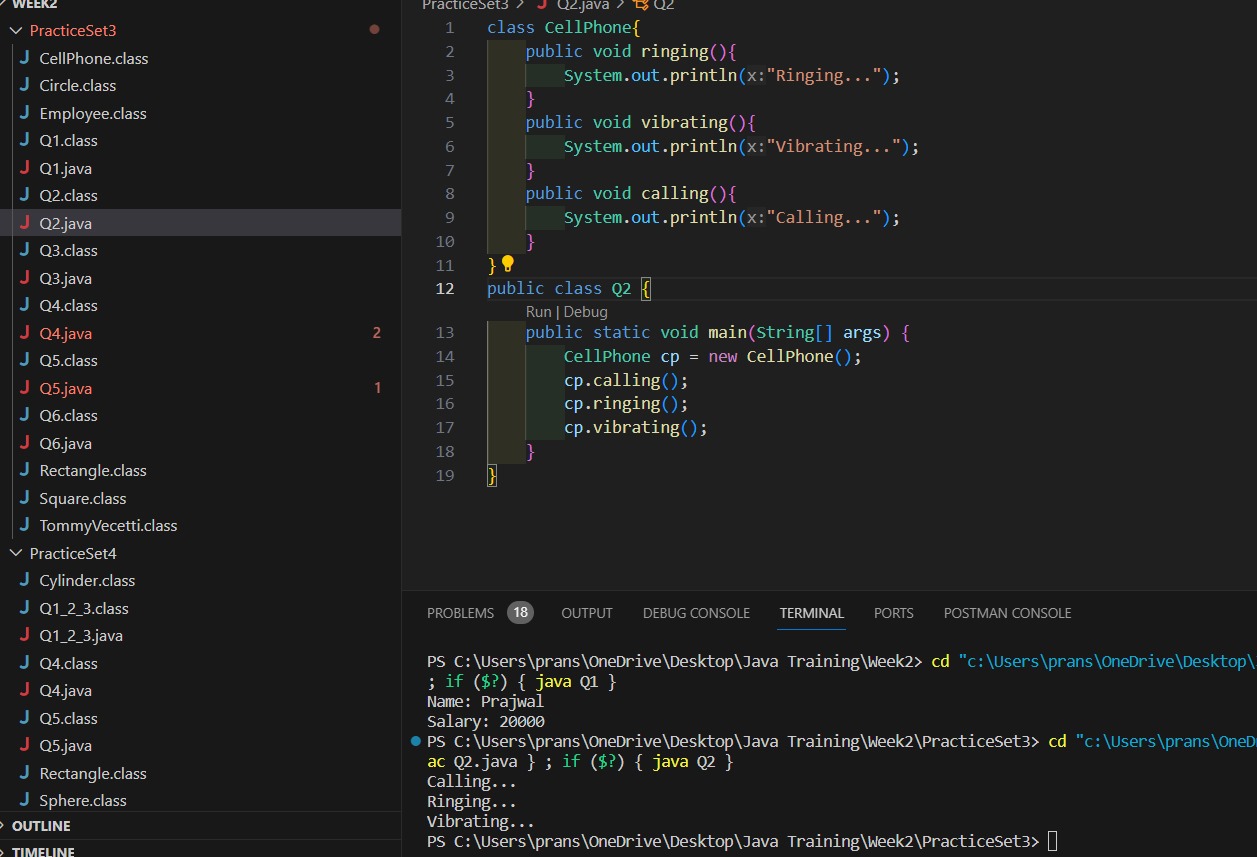 WEEK2
PracticeSet3
CellPhone.class
Circle.class
Employee.class
Q1.class
Q1.java
Q2.class
Q2.java
Q3.class
Q3.java
Q4.class
Q4.java 2
Q5.class
Q5.java 1
Q6.class
Q6.java
Rectangle.class
Square.class
TommyVecetti.class
PracticeSet4
Cylinder.class
Q1_2_3.class
Q1_2_3.java
Q4.class
Q4.java
Q5.class
Q5.java
Rectangle.class
Sphere.class
OUTLINE
TIMELINE
PracticeSet3 > Q2.java > Q2
1 class CellPhone{
2 public void ringing(){
3 System.out.println(x:"Ringing...");
4 }
5 public void vibrating(){
6 System.out.println(x:"Vibrating...");
7 }
8 public void calling(){
9 System.out.println(x:"Calling...");
10 }
11 }
12 public class Q2 {
Run | Debug
13 public static void main(String[] args) {
14 CellPhone cp = new CellPhone();
15 cp.calling();
16 cp.ringing();
17 cp.vibrating();
18 }
19 }
PROBLEMS 18 OUTPUT DEBUG CONSOLE TERMINAL PORTS POSTMAN CONSOLE
PS C:\Users\prans\OneDrive\Desktop\Java Training\Week2> cd "c:\Users\prans\OneDrive\Desktop\
; if ($?) { java Q1 }
Name: Prajwal
Salary: 20000
PS C:\Users\prans\OneDrive\Desktop\Java Training\Week2\PracticeSet3> cd "c:\Users\prans\OneD
ac Q2.java } ; if ($?) { java Q2 }
Calling...
Ringing...
Vibrating...
PS C:\Users\prans\OneDrive\Desktop\Java Training\Week2\PracticeSet3>